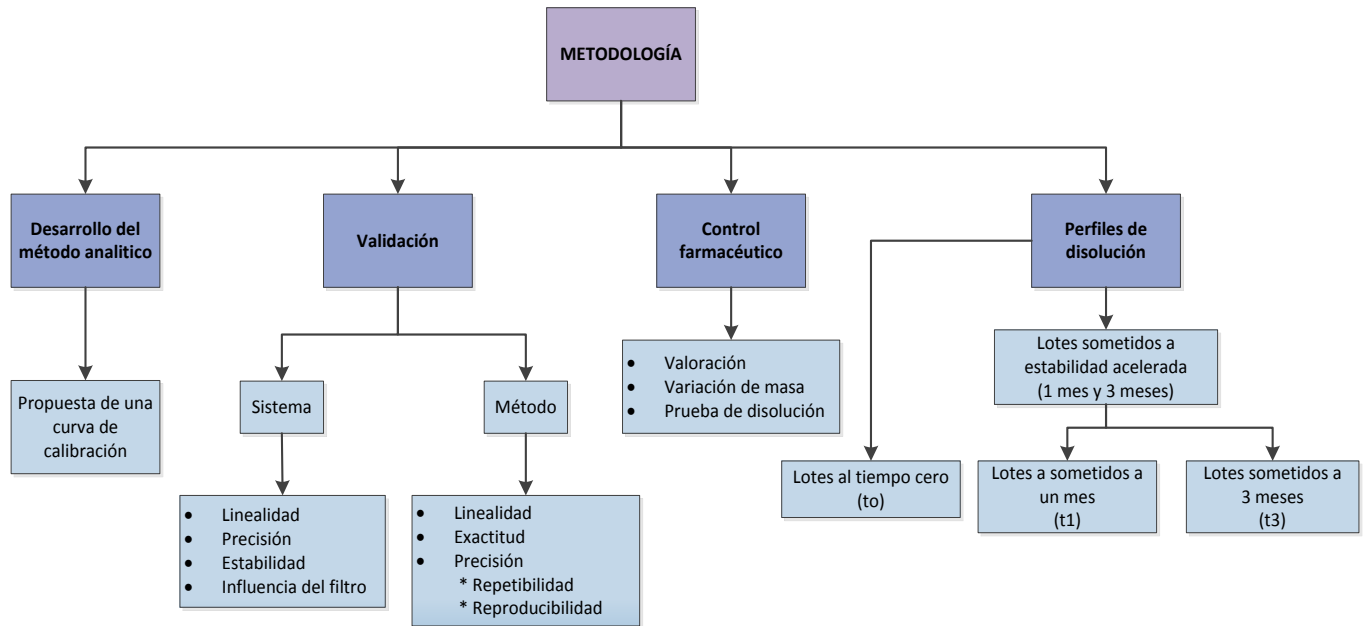 METODOLOGÍA
Desarrollo del
método analitico
Validación
Control
farmacéutico
Perfiles de
disolución
Propuesta de una
curva de
calibración
Sistema
Método
• Valoración
• Variación de masa
• Prueba de disolución
Lotes sometidos a
estabilidad acelerada
(1 mes y 3 meses)
• Linealidad
• Precisión
• Estabilidad
• Influencia del filtro
• Linealidad
• Exactitud
• Precisión
* Repetibilidad
* Reproducibilidad
Lotes al tiempo cero
(to)
Lotes a sometidos a
un mes
(t1)
Lotes sometidos a
3 meses
(t3)